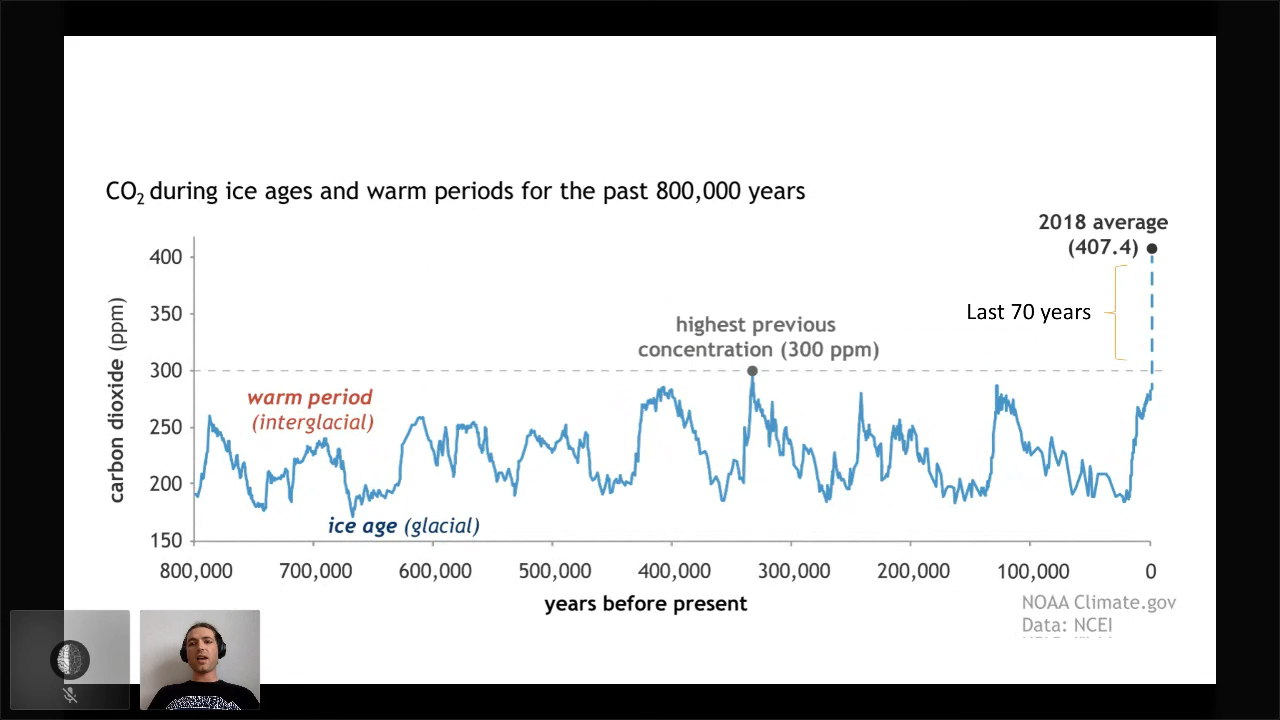 CO2 during ice ages and warm periods for the past 800,000 years
2018 average
(407.4)
400
350
300
250
200
150
carbon dioxide (ppm)
Last 70 years
highest previous
concentration (300 ppm)
warm period
(interglacial)
ice age (glacial)
800,000 700,000 600,000 500,000 400,000 300,000 200,000 100,000 0
years before present
NOAA Climate.gov
Data: NCEI